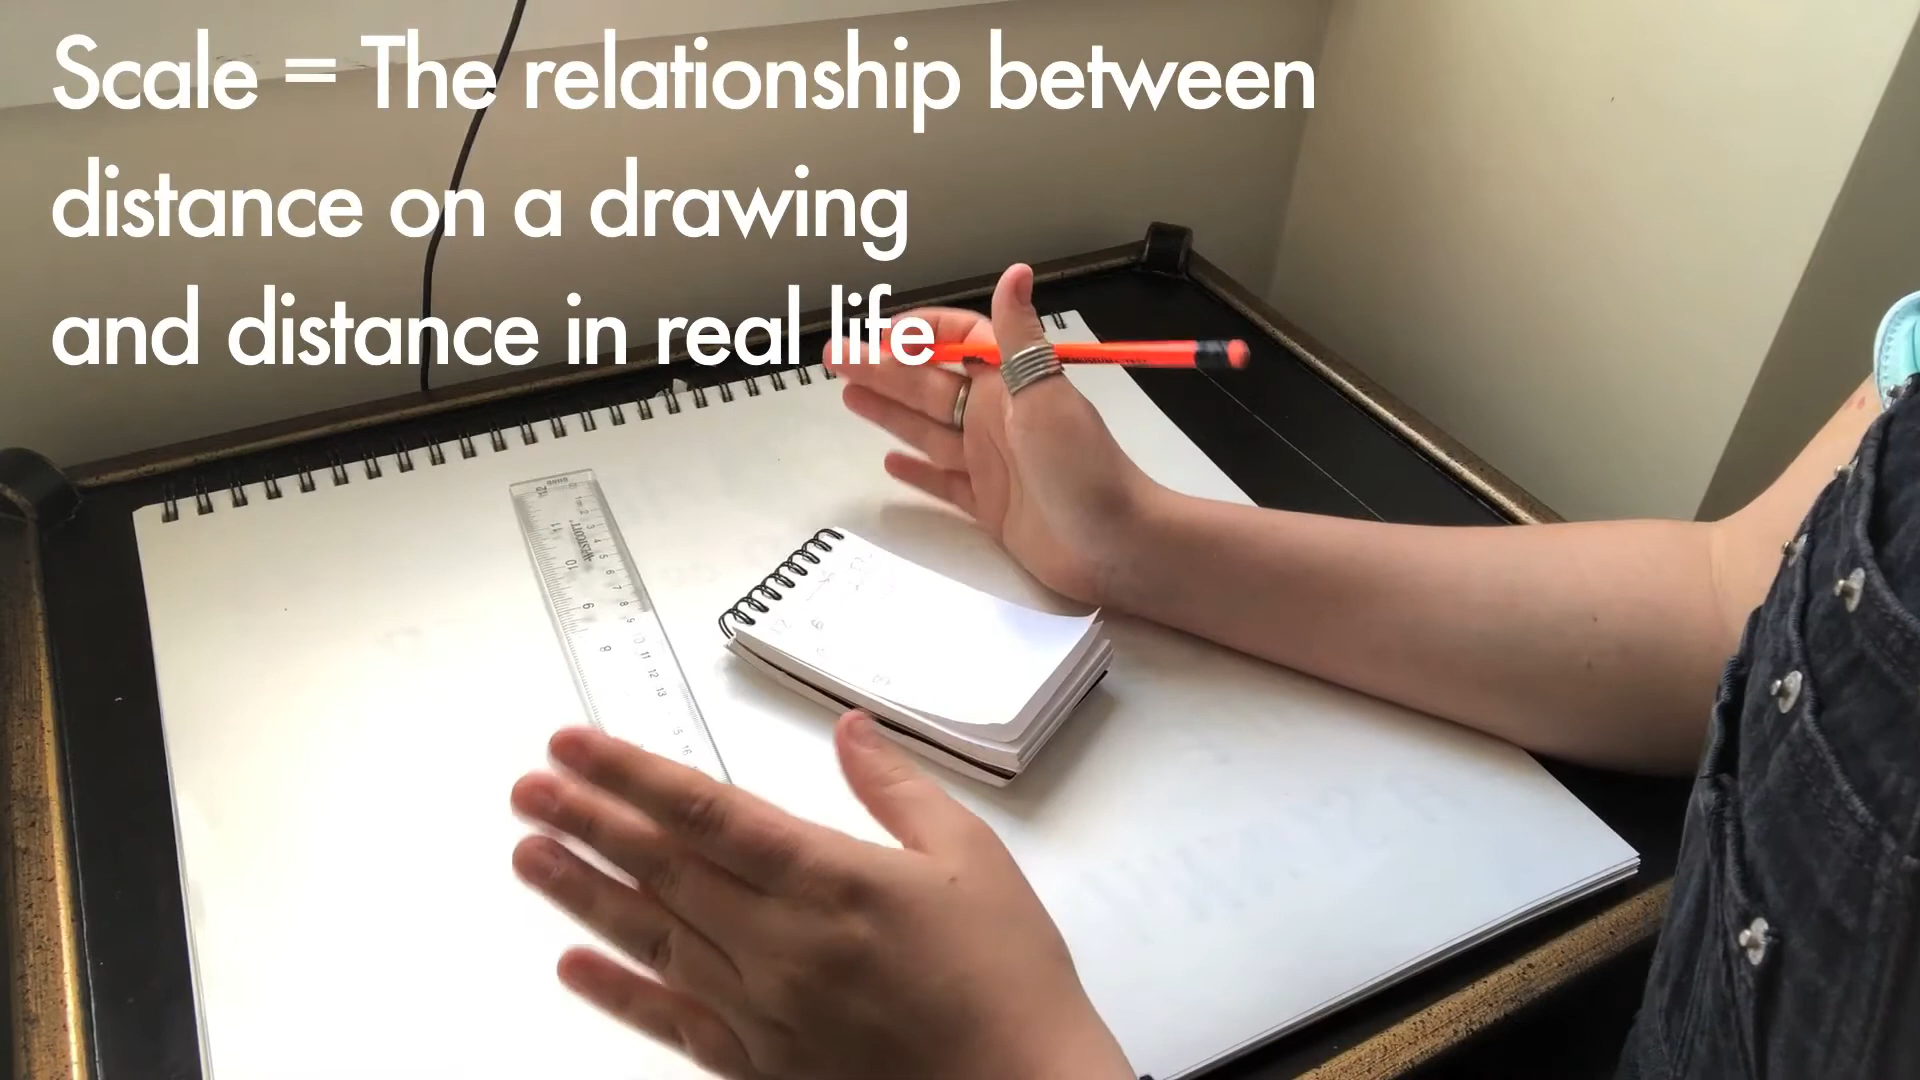 Scale = The relationship between
distance on a drawing
and distance in real life